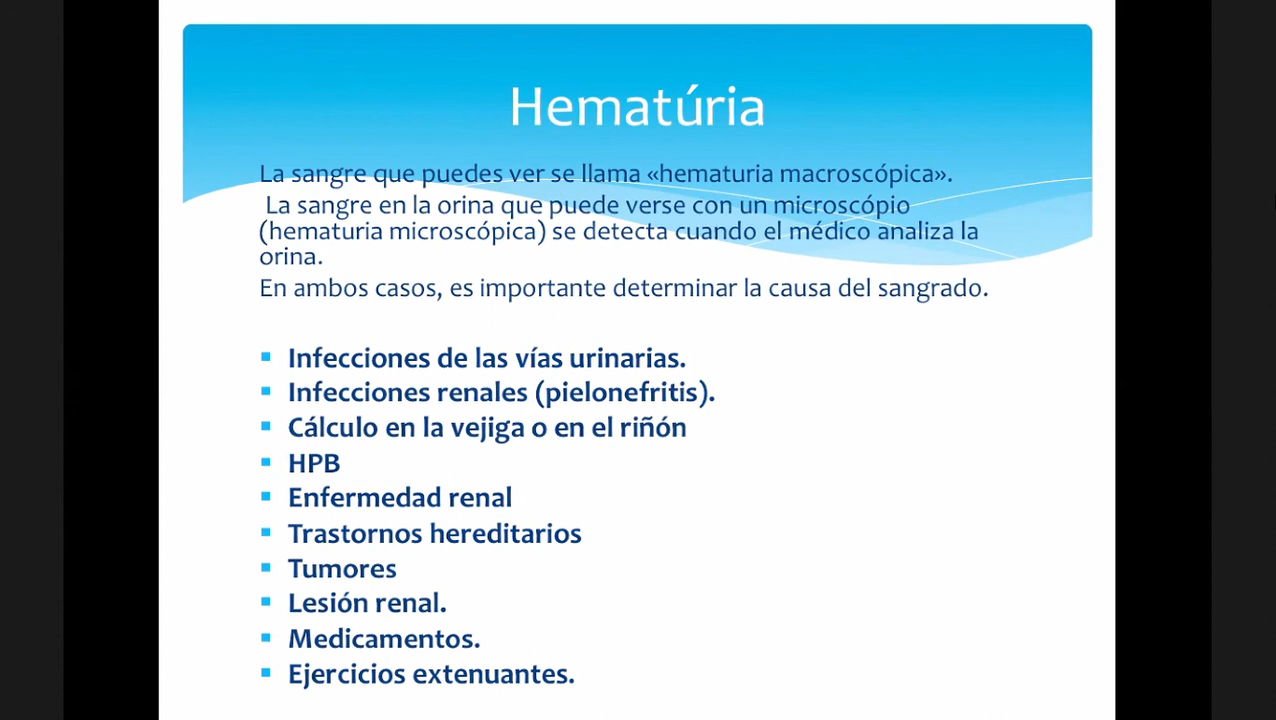 Hematúria
La sangre que puedes ver se llama «hematuria macroscópica».
La sangre en la orina que puede verse con un microscópio
(hematuria microscópica) se detecta cuando el médico analiza la
orina.
En ambos casos, es importante determinar la causa del sangrado.
▪ Infecciones de las vías urinarias.
▪ Infecciones renales (pielonefritis).
▪ Cálculo en la vejiga o en el riñón
▪ HPB
▪ Enfermedad renal
▪ Trastornos hereditarios
▪ Tumores
▪ Lesión renal.
▪ Medicamentos.
▪ Ejercicios extenuantes.